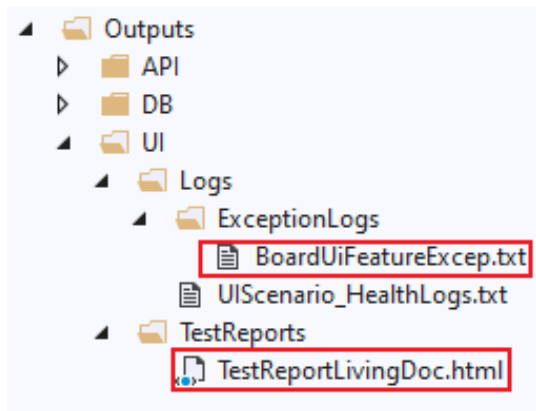 Outputs
API
DB
UI
Logs
ExceptionLogs
BoardUiFeatureExcep.txt
UIScenario_HealthLogs.txt
TestReports
TestReportLivingDoc.html